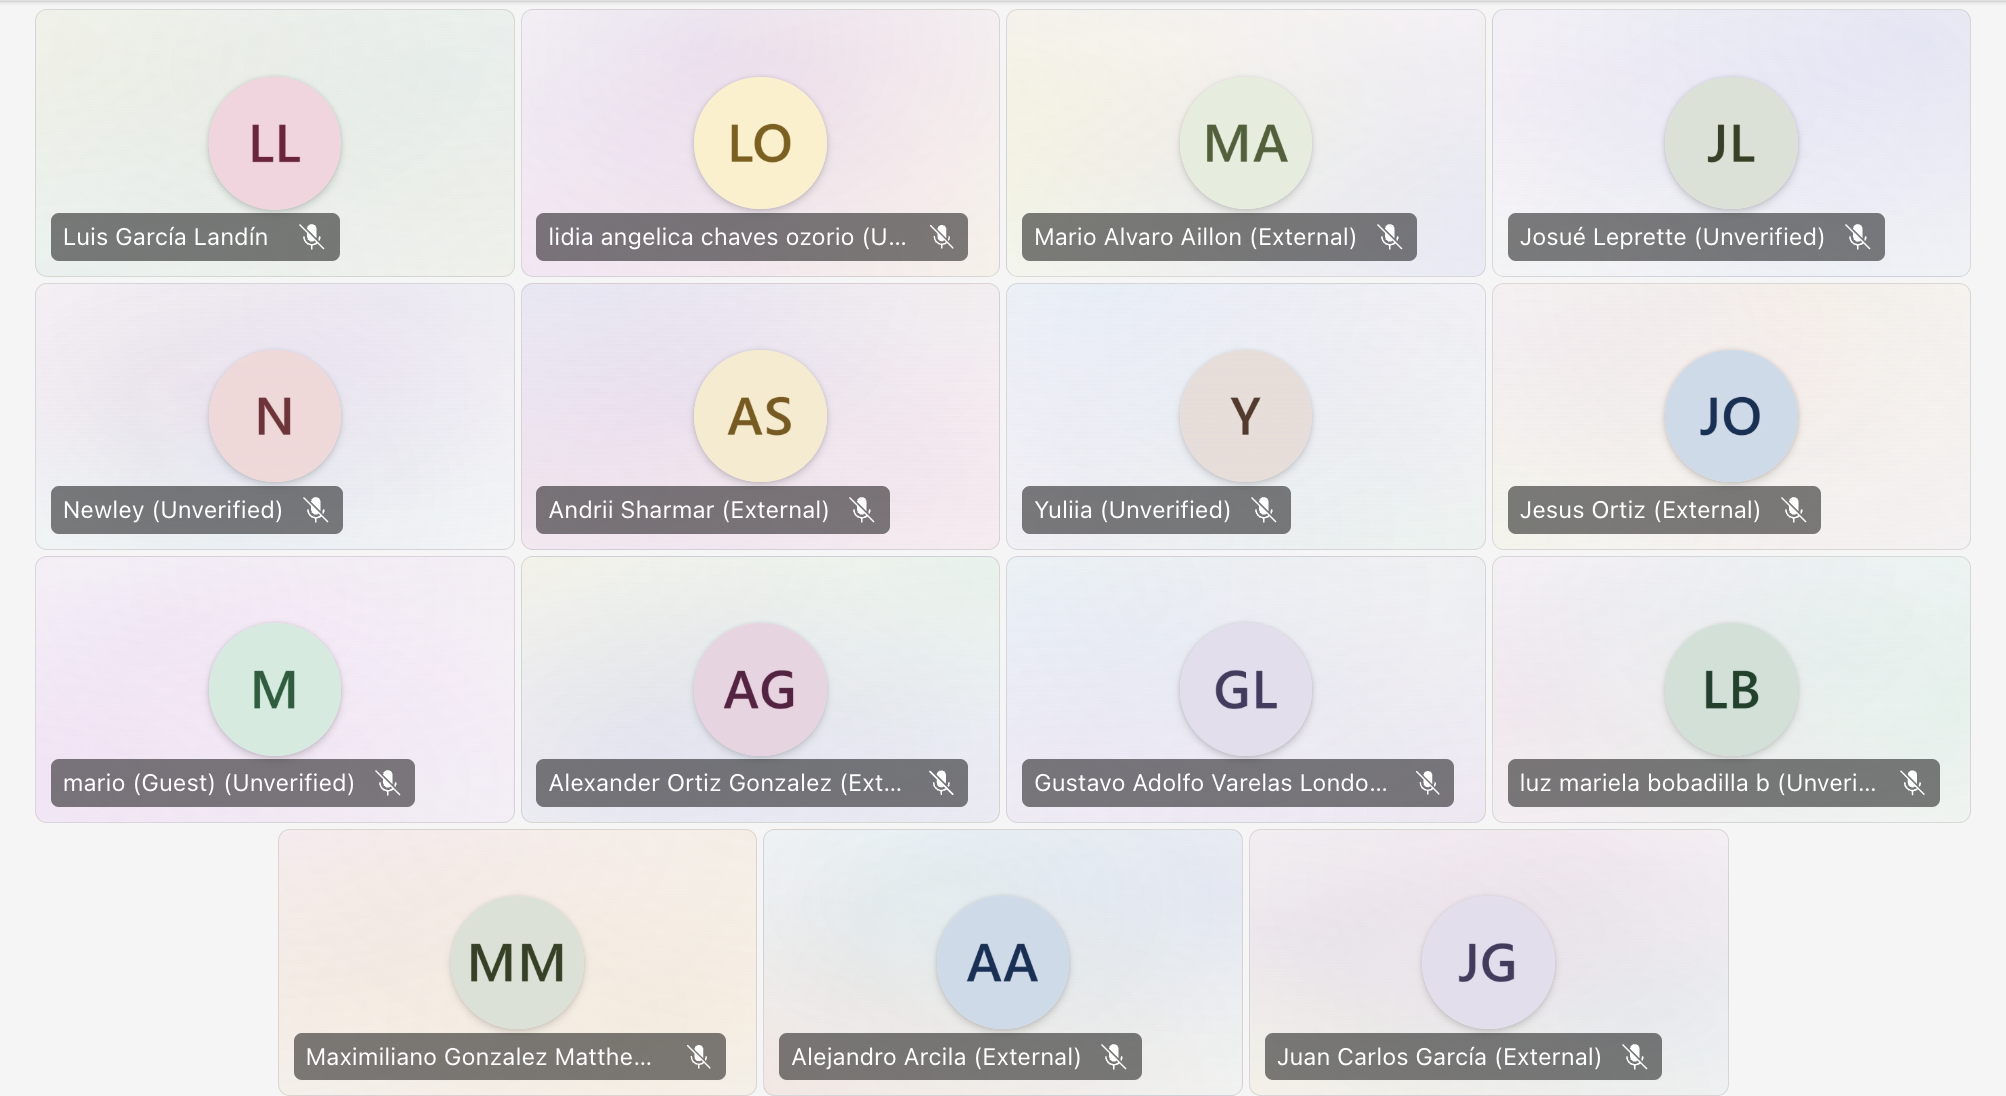 LL
Luis García Landín
LO
lidia angelica chaves ozorio (U...
MA
Mario Alvaro Aillon (External)
JL
Josué Leprette (Unverified)
N
Newley (Unverified)
AS
Andrii Sharmar (External)
Y
Yuliia (Unverified)
JO
Jesus Ortiz (External)
M
mario (Guest) (Unverified)
AG
Alexander Ortiz Gonzalez (Ext...
GL
Gustavo Adolfo Varelas Londo...
LB
luz mariela bobadilla b (Unveri...
MM
Maximiliano Gonzalez Matthe...
AA
Alejandro Arcila (External)
JG
Juan Carlos García (External)